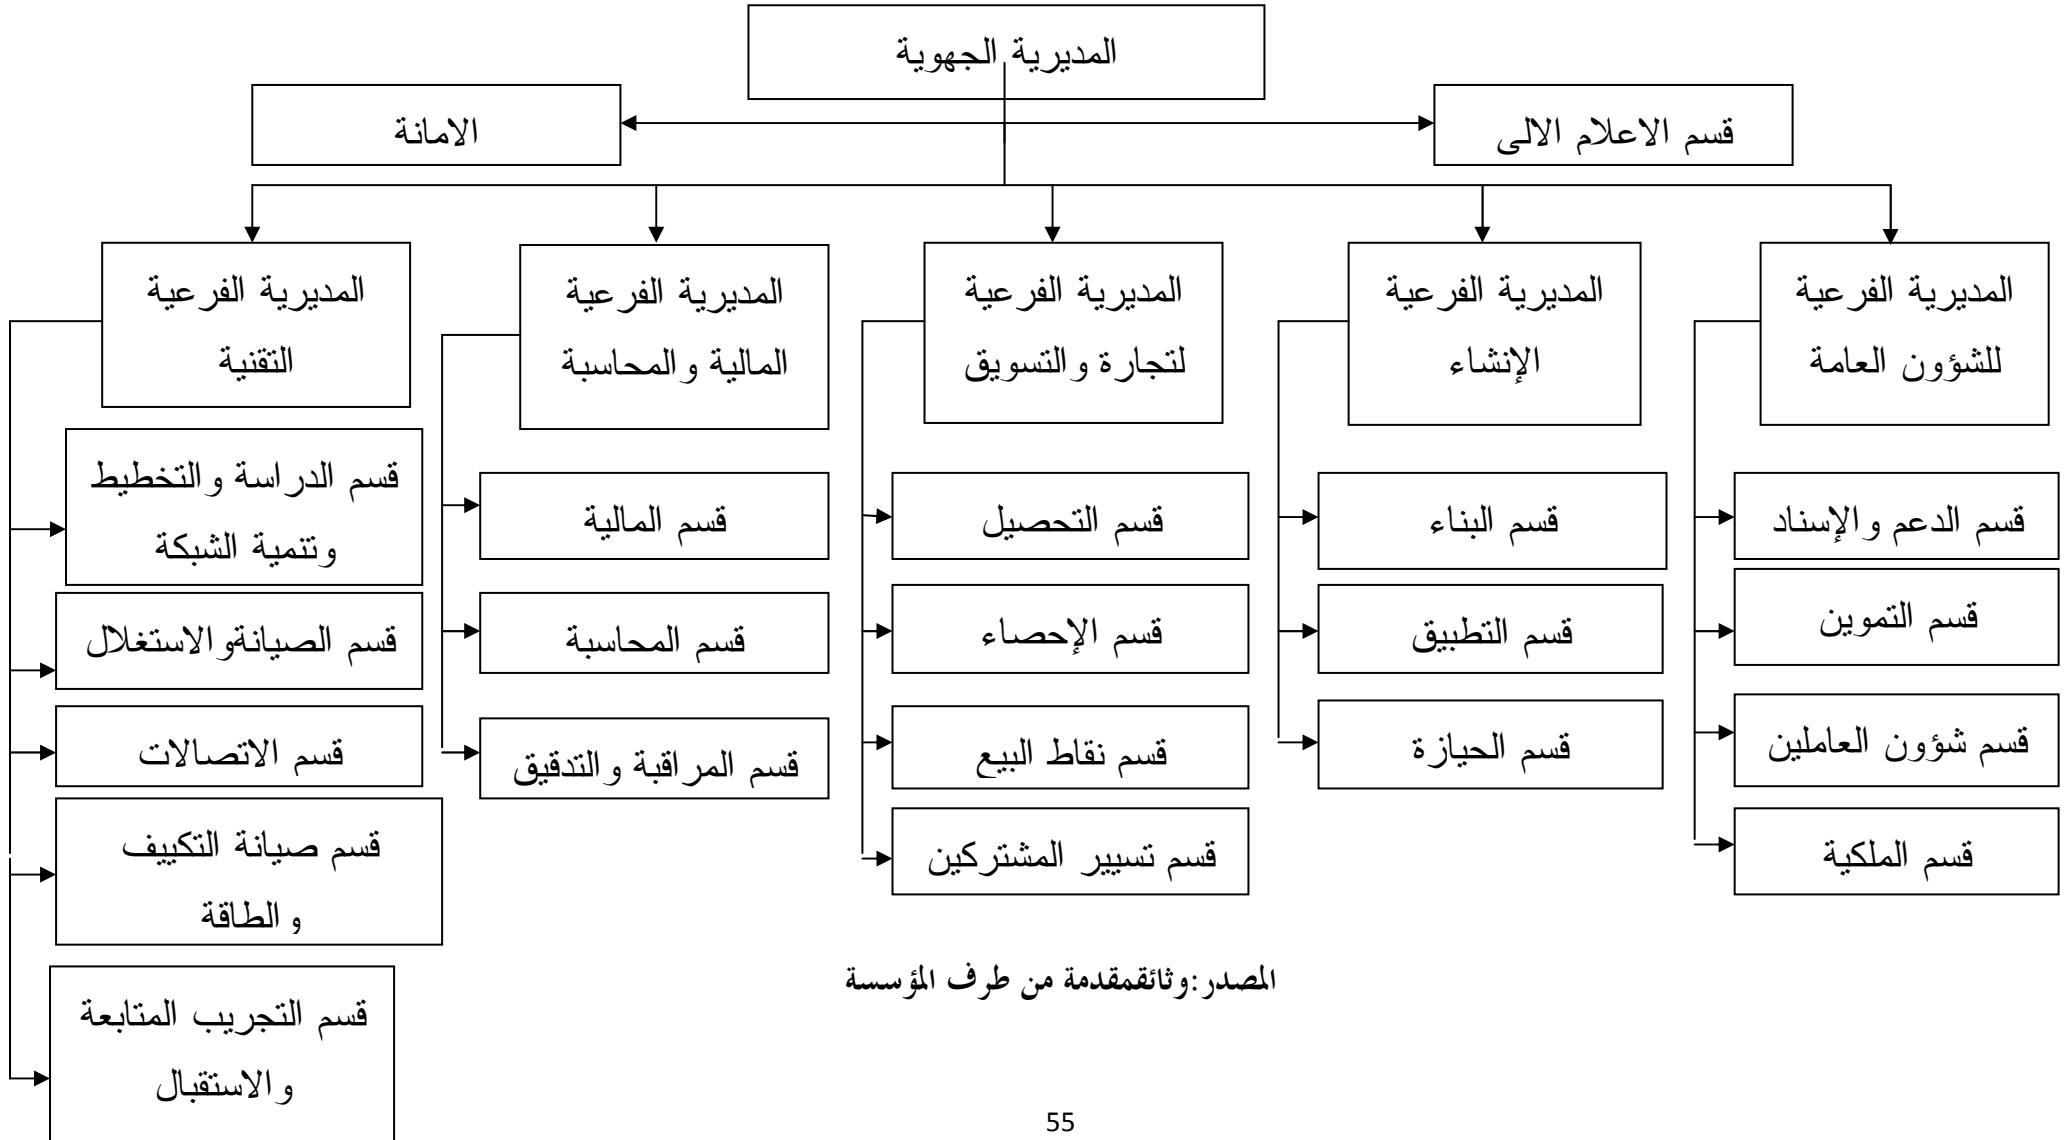 المديرية الجهوية
قسم الاعلام الالى
الامانة
المديرية الفرعية
للشؤون العامة
المديرية الفرعية
الإنشاء
المديرية الفرعية
لتجارة والتسويق
المديرية الفرعية
المالية والمحاسبة
المديرية الفرعية
التقنية
قسم الدعم والإسناد
قسم التموين
قسم شؤون العاملين
قسم الملكية
قسم البناء
قسم التطبيق
قسم الحيازة
قسم التحصيل
قسم الإحصاء
قسم نقاط البيع
قسم تسيير المشتركين
قسم المالية
قسم المحاسبة
قسم المراقبة والتدقيق
قسم الدراسة والتخطيط
وتنمية الشبكة
قسم الصيانةوالاستغلال
قسم الاتصالات
قسم صيانة التكييف
والطاقة
قسم التجريب المتابعة
والاستقبال
المصدر:وثائقمقدمة من طرف المؤسسة
55